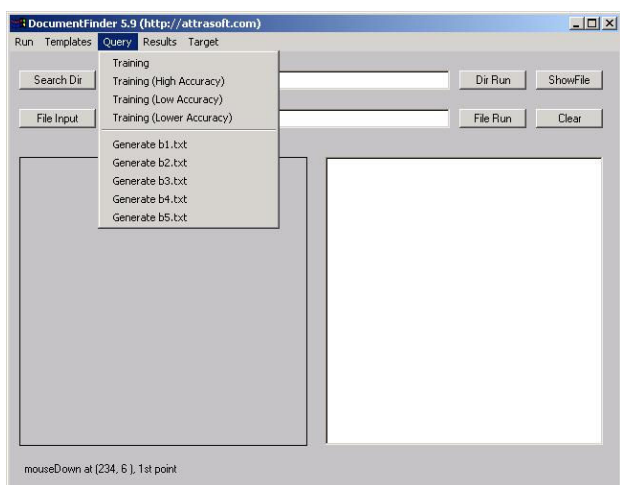 DocumentFinder 5.9 (http://attrasoft.com)
Run Templates Query Results Target
Training
Search Dir Training (High Accuracy) Dir Run ShowFile
Training (Low Accuracy)
File Input Training (Lower Accuracy) File Run Clear
Generate b1.txt
Generate b2.txt
Generate b3.txt
Generate b4.txt
Generate b5.txt
mouseDown at (234, 6 ), 1st point